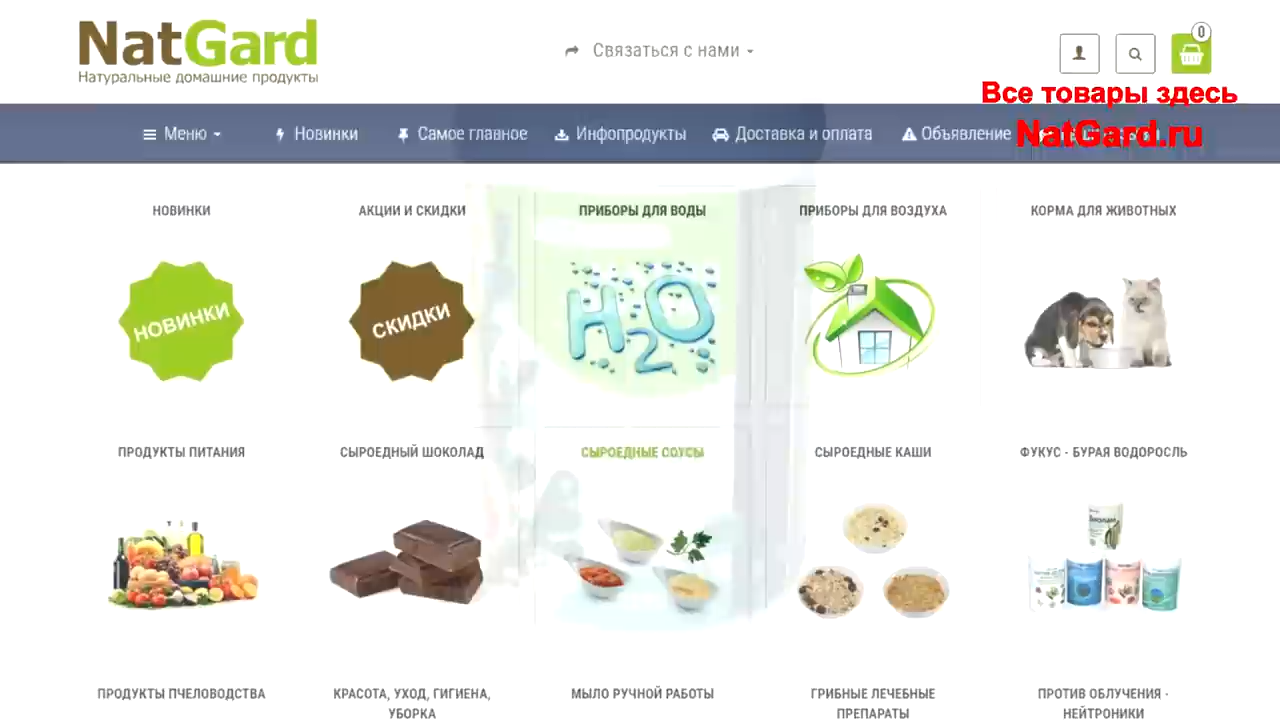 NatGard
Натуральные домашние продукты
Связаться с нами
0
Все товары здесь
NatGard.ru
Меню
Новинки
Самое главное
Инфопродукты
Доставка и оплата
Объявление
НОВИНКИ
АКЦИИ И СКИДКИ
ПРИБОРЫ ДЛЯ ВОДЫ
ПРИБОРЫ ДЛЯ ВОЗДУХА
КОРМА ДЛЯ ЖИВОТНЫХ
НОВИНКИ
СКИДКИ
H2O
ПРОДУКТЫ ПИТАНИЯ
СЫРОЕДНЫЙ ШОКОЛАД
СЫРОЕДНЫЕ СОУСЫ
СЫРОЕДНЫЕ КАШИ
ФУКУС - БУРАЯ ВОДОРОСЛЬ
ПРОДУКТЫ ПЧЕЛОВОДСТВА
КРАСОТА, УХОД, ГИГИЕНА,
УБОРКА
МЫЛО РУЧНОЙ РАБОТЫ
ГРИБНЫЕ ЛЕЧЕБНЫЕ
ПРЕПАРАТЫ
ПРОТИВ ОБЛУЧЕНИЯ -
НЕЙТРОНИКИ